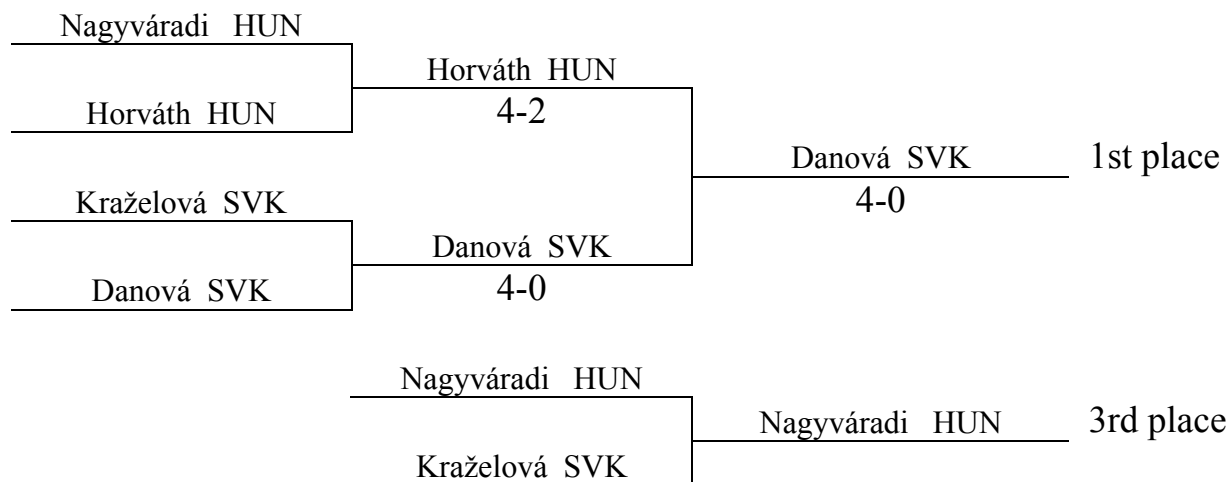 Nagyváradi HUN
Horváth HUN
Horváth HUN
4-2
Danová SVK
1st place
4-0
Kraželová SVK
Danová SVK
Danová SVK
4-0
Nagyváradi HUN
Nagyváradi HUN
3rd place
Kraželová SVK